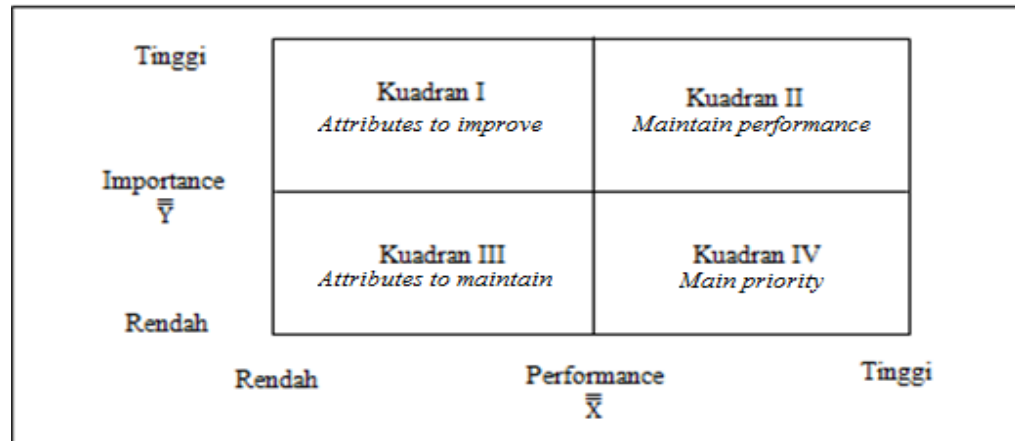 Tinggi
Kuadran I
Attributes to improve
Kuadran II
Maintain performance
Importance
Y̿
Kuadran III
Attributes to maintain
Kuadran IV
Main priority
Rendah
Rendah
Performance
X̿
Tinggi